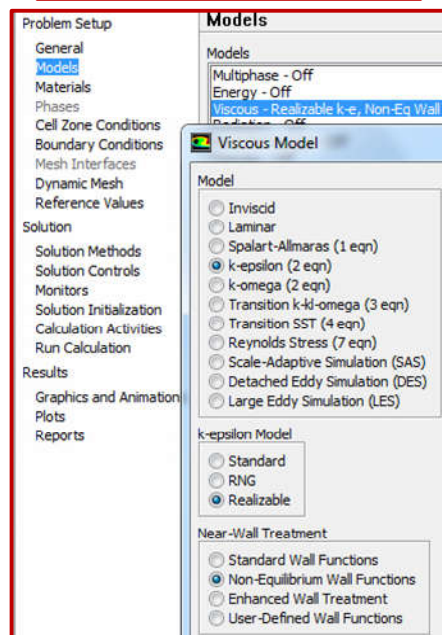 Problem Setup
General
Models
Materials
Phases
Cell Zone Conditions
Boundary Conditions
Mesh Interfaces
Dynamic Mesh
Reference Values
Solution
Solution Methods
Solution Controls
Monitors
Solution Initialization
Calculation Activities
Run Calculation
Results
Graphics and Animation
Plots
Reports
Models
Models
Multiphase - Off
Energy - Off
Viscous - Realizable k-e, Non-Eq Wall
Viscous Model
Model
Inviscid
Laminar
Spalart-Allmaras (1 eqn)
k-epsilon (2 eqn)
k-omega (2 eqn)
Transition k-kl-omega (3 eqn)
Transition SST (4 eqn)
Reynolds Stress (7 eqn)
Scale-Adaptive Simulation (SAS)
Detached Eddy Simulation (DES)
Large Eddy Simulation (LES)
k-epsilon Model
Standard
RNG
Realizable
Near-Wall Treatment
Standard Wall Functions
Non-Equilibrium Wall Functions
Enhanced Wall Treatment
User-Defined Wall Functions